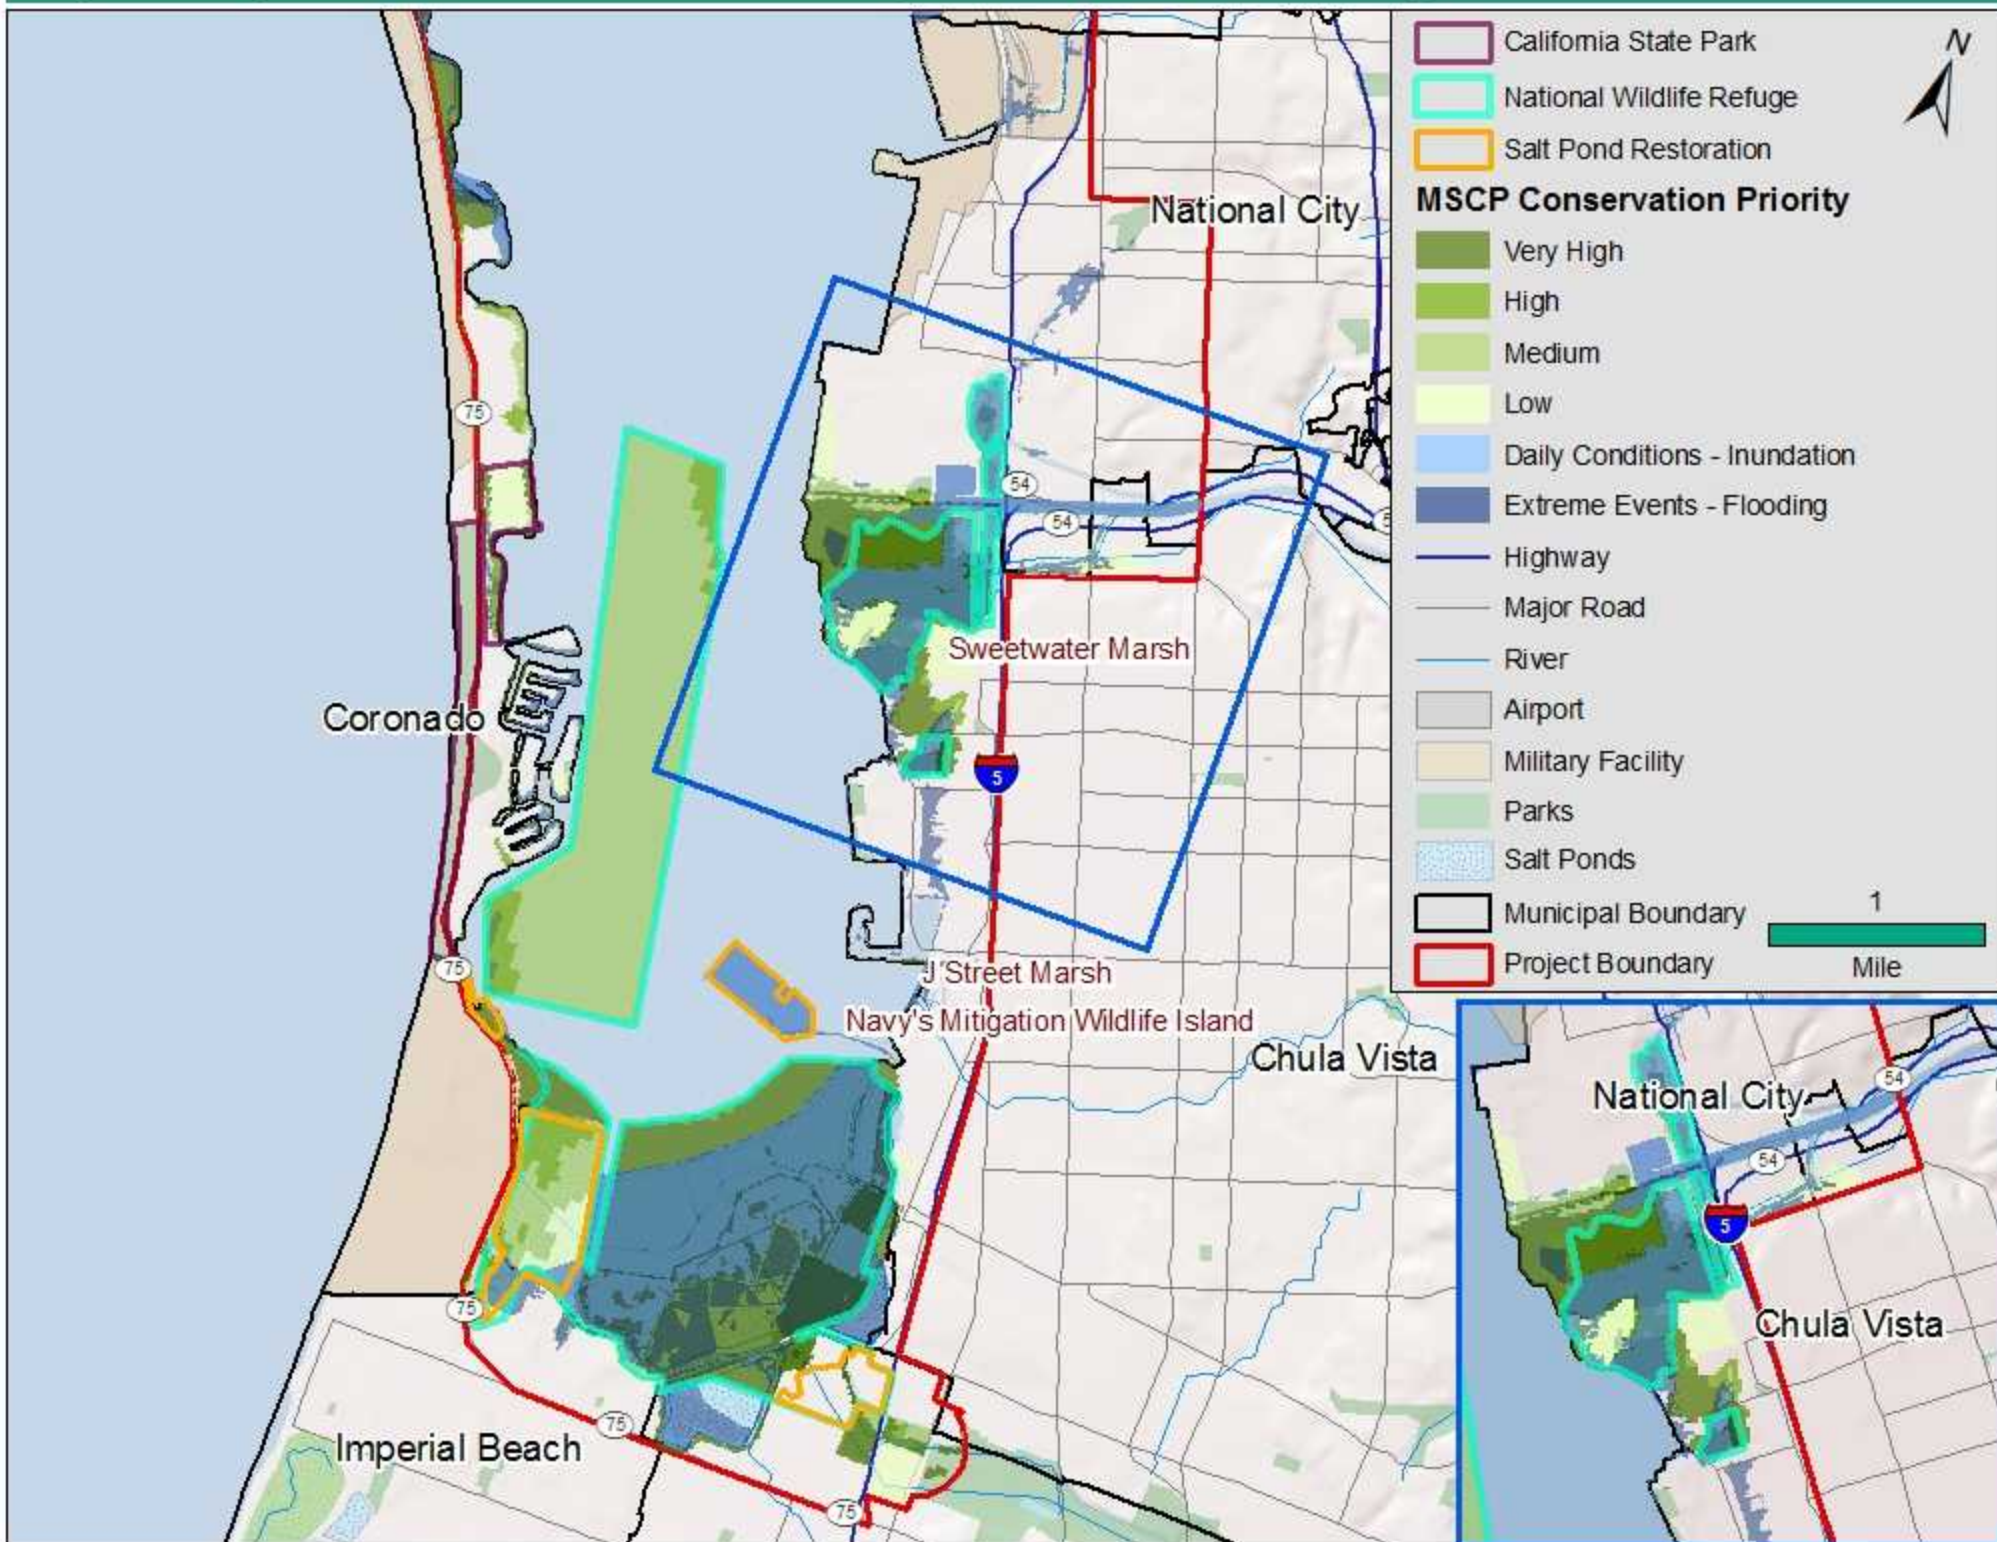 California State Park
N
National Wildlife Refuge
Salt Pond Restoration
MSCP Conservation Priority
Very High
High
Medium
Low
Daily Conditions - Inundation
Extreme Events - Flooding
Highway
Major Road
River
Airport
Military Facility
Parks
Salt Ponds
Municipal Boundary
1
Mile
Project Boundary
National City
75
54
54
5
Sweetwater Marsh
Coronado
5
75
J Street Marsh
Navy's Mitigation Wildlife Island
Chula Vista
75
75
Imperial Beach
75
National City
54
54
5
Chula Vista